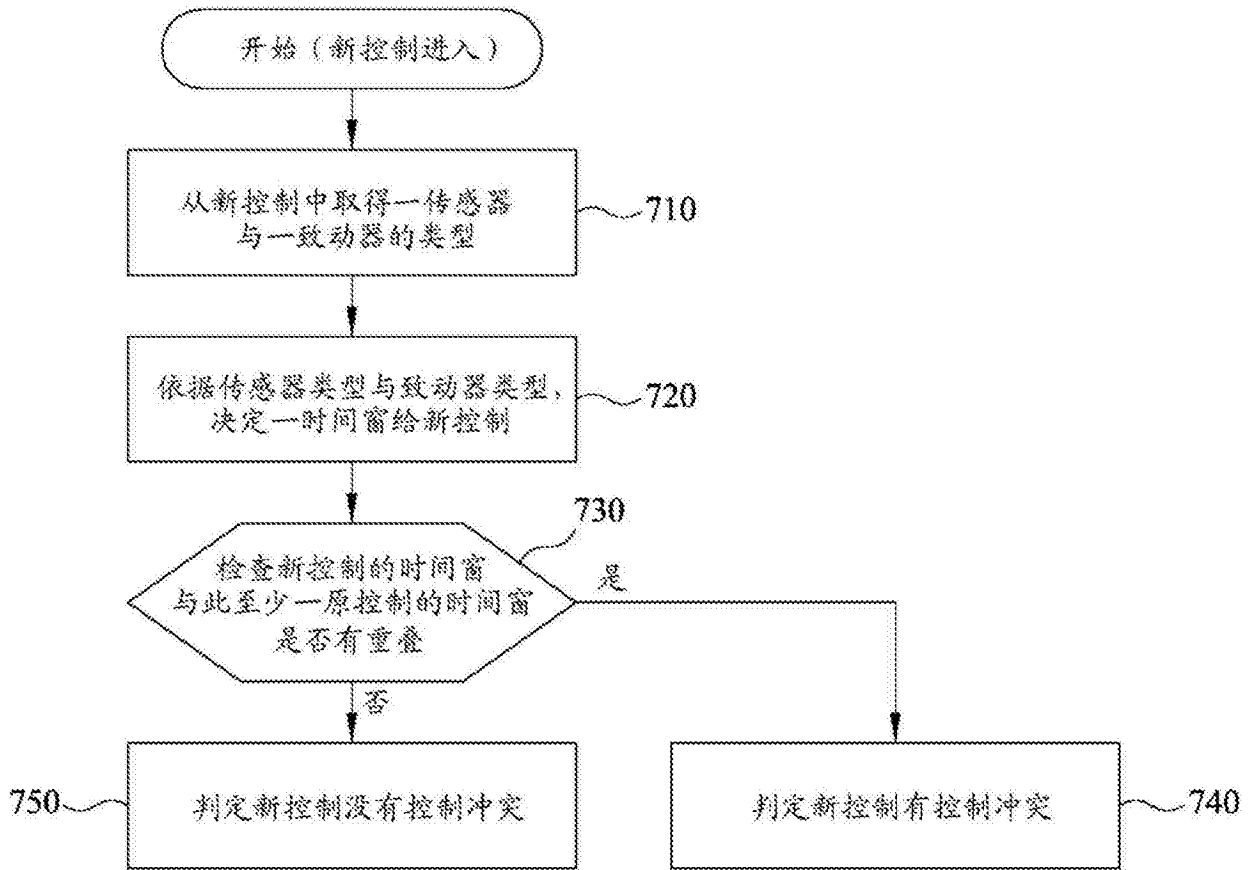 开始（新控制进入）
从新控制中取得一传感器
与一致动器的类型
710
依据传感器类型与致动器类型，
决定一时间窗给新控制
720
730
检查新控制的时间窗
与此至少一原控制的时间窗
是否有重叠
是
否
750
判定新控制没有控制冲突
判定新控制有控制冲突
740